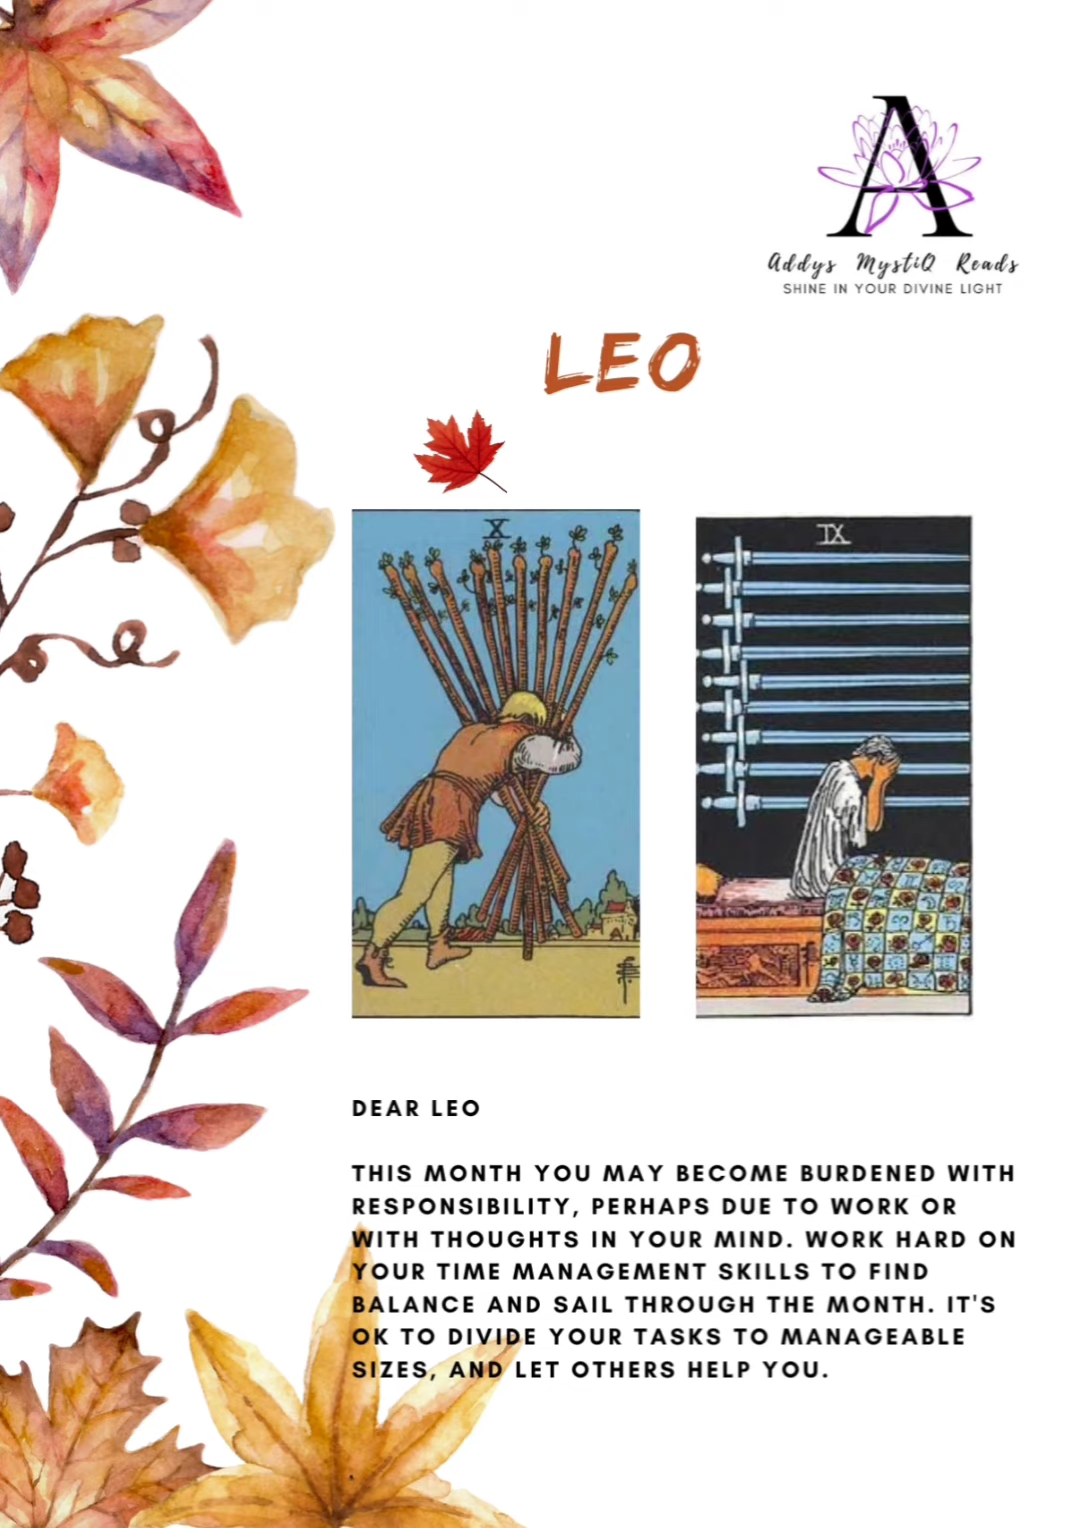 A
Addys MystiQ Reads
SHINE IN YOUR DIVINE LIGHT
LEO
X
IX
DEAR LEO
THIS MONTH YOU MAY BECOME BURDENED WITH
RESPONSIBILITY, PERHAPS DUE TO WORK OR
WITH THOUGHTS IN YOUR MIND. WORK HARD ON
YOUR TIME MANAGEMENT SKILLS TO FIND
BALANCE AND SAIL THROUGH THE MONTH. IT'S
OK TO DIVIDE YOUR TASKS TO MANAGEABLE
SIZES, AND LET OTHERS HELP YOU.